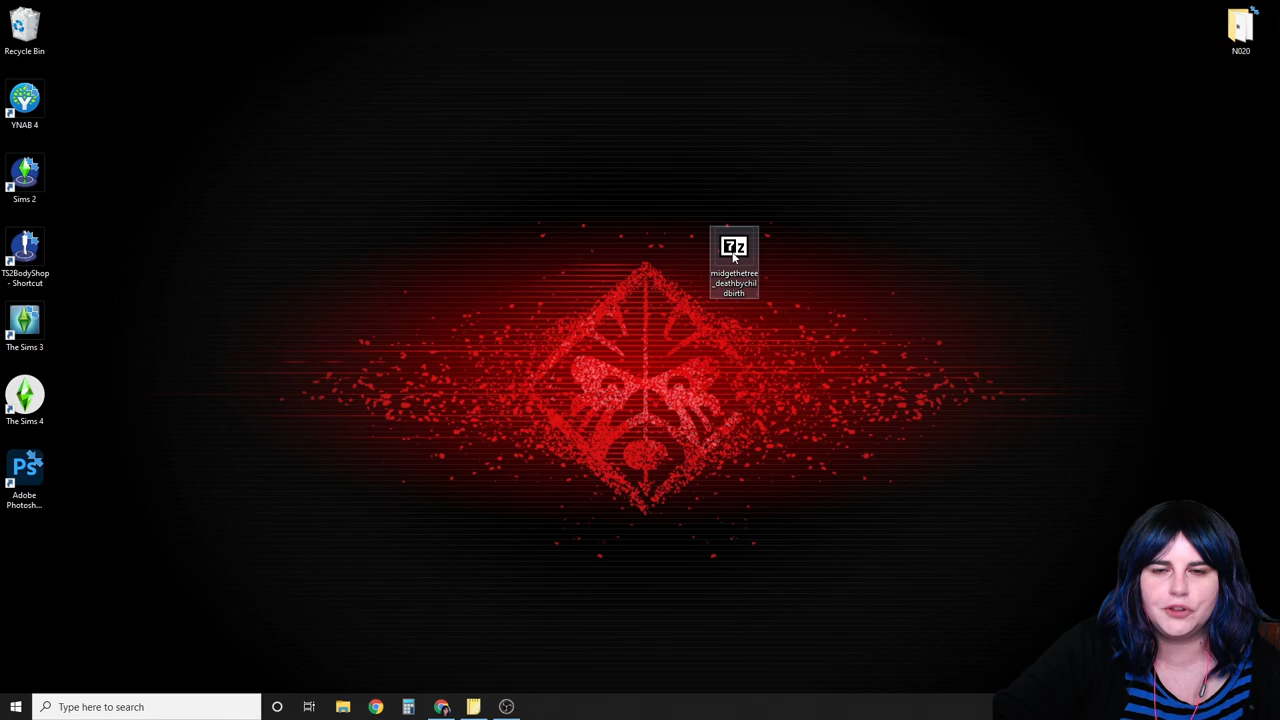 Recycle Bin
YNAB 4
Sims 2
TS2BodyShop
- Shortcut
The Sims 3
The Sims 4
Ps
Adobe
Photosh...
7z
midgethetree
_deathbychil
dbirth
N020
Type here to search